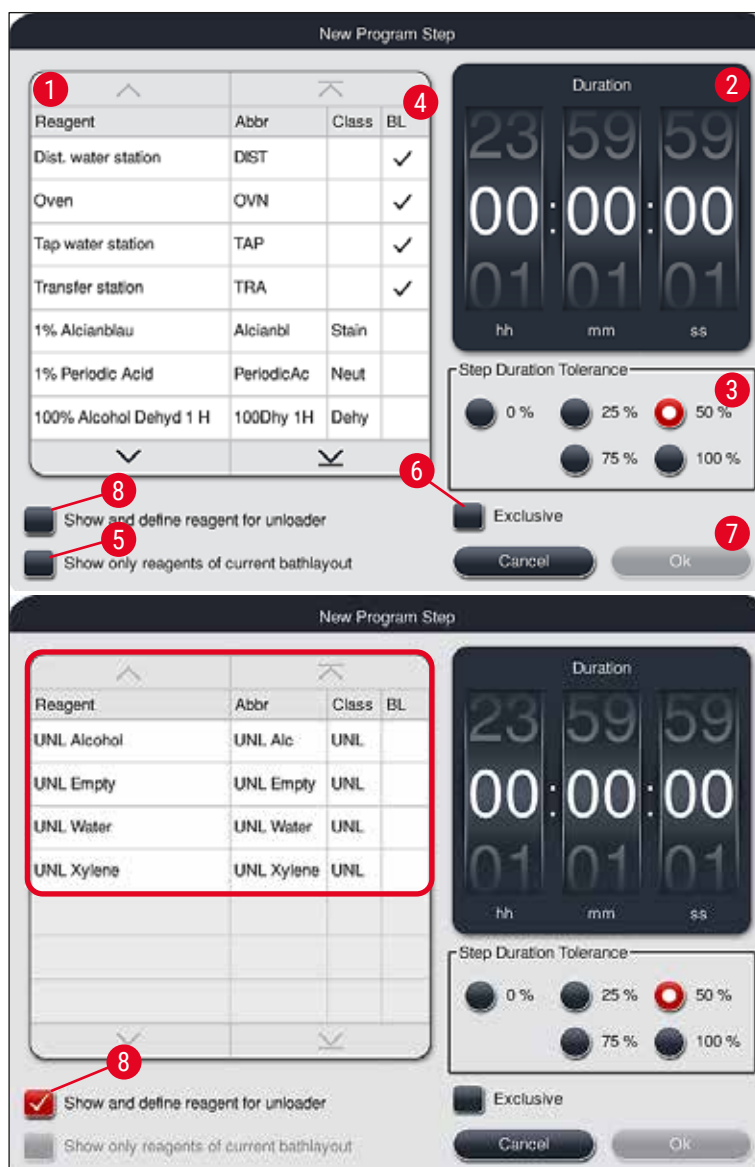 New Program Step
1
4
Reagent Abbr Class BL
Dist. water station DIST
Oven OVN
Tap water station TAP
Transfer station TRA
1% Alcianblau Alcianbl Stain
1% Periodic Acid PeriodicAc Neut
100% Alcohol Dehyd 1 H 100Dhy 1H Dehy
Duration 2
23 59 59
00:00:00
01 01 01
hh mm ss
Step Duration Tolerance
3
0 % 25 % 50 %
75 % 100 %
8
Show and define reagent for unloader
5
Show only reagents of current bathlayout
6
Exclusive
7
Cancel Ok
New Program Step
Reagent Abbr Class BL
UNL Alcohol UNL Alc UNL
UNL Empty UNL Empty UNL
UNL Water UNL Water UNL
UNL Xylene UNL Xylene UNL
Duration
23 59 59
00:00:00
01 01 01
hh mm ss
Step Duration Tolerance
0 % 25 % 50 %
75 % 100 %
8
Show and define reagent for unloader
Show only reagents of current bathlayout
Exclusive
Cancel Ok